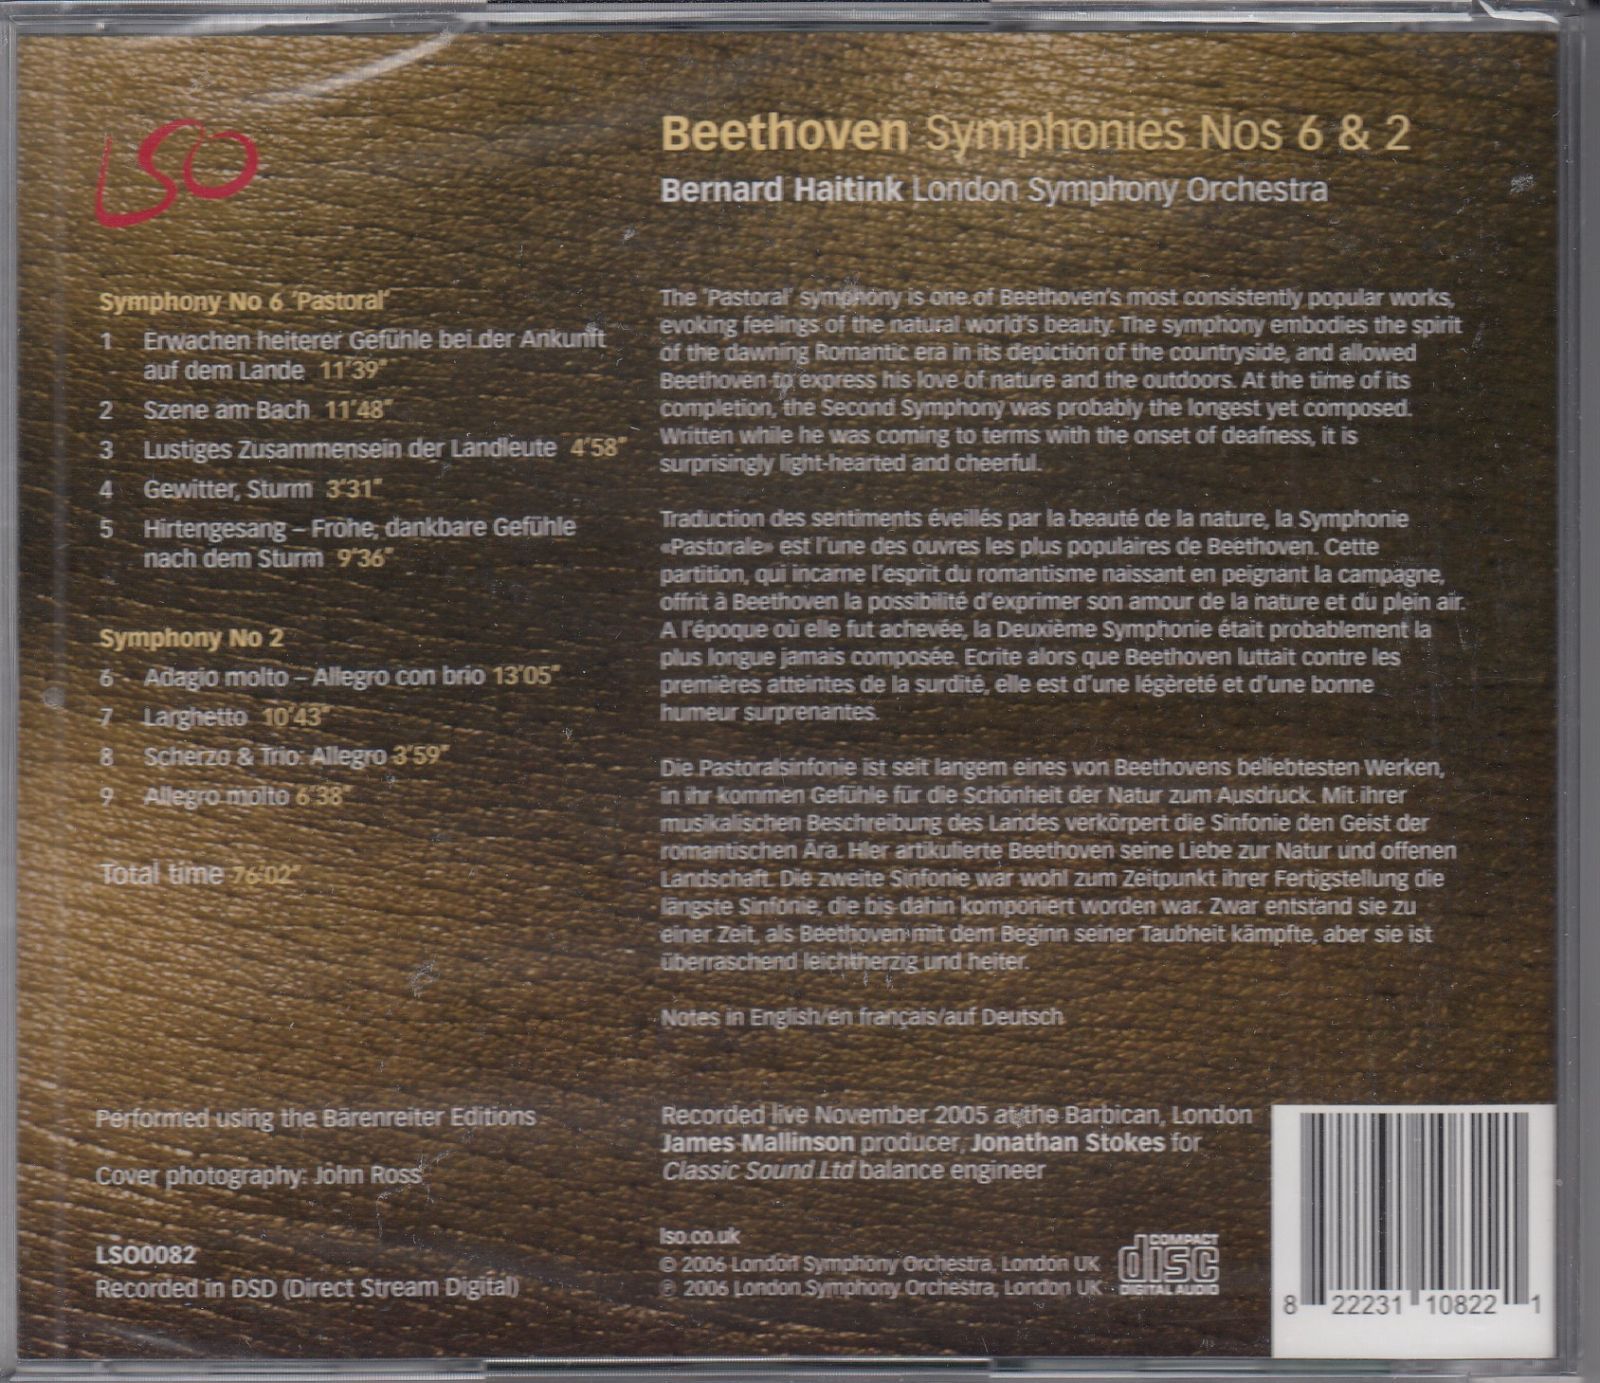 LSO
Beethoven Symphonies Nos 6 & 2
Bernard Haitink London Symphony Orchestra
Symphony No 6 'Pastoral'
1 Erwachen heiterer Gefühle bei der Ankunft
auf dem Lande 11'39"
2 Szene am Bach 11'48"
3 Lustiges Zusammensein der Landleute 4'58"
4 Gewitter, Sturm 3'31"
5 Hirtengesang – Frohe, dankbare Gefühle
nach dem Sturm 9'36"
Symphony No 2
6 Adagio molto – Allegro con brio 13'05"
7 Larghetto 10'43"
8 Scherzo & Trio: Allegro 3'59"
9 Allegro molto 6'38"
Total time 76'02"
Performed using the Bärenreiter Editions
Cover photography: John Ross
LSO0082
Recorded in DSD (Direct Stream Digital)
The 'Pastoral' symphony is one of Beethoven's most consistently popular works,
evoking feelings of the natural world's beauty. The symphony embodies the spirit
of the dawning Romantic era in its depiction of the countryside, and allowed
Beethoven to express his love of nature and the outdoors. At the time of its
completion, the Second Symphony was probably the longest yet composed.
Written while he was coming to terms with the onset of deafness, it is
surprisingly light-hearted and cheerful.
Traduction des sentiments éveillés par la beauté de la nature, la Symphonie
«Pastorale» est l'une des ouvres les plus populaires de Beethoven. Cette
partition, qui incarne l'esprit du romantisme naissant en peignant la campagne,
offrit à Beethoven la possibilité d'exprimer son amour de la nature et du plein air.
A l'époque où elle fut achevée, la Deuxième Symphonie était probablement la
plus longue jamais composée. Ecrite alors que Beethoven luttait contre les
premières atteintes de la surdité, elle est d'une légèreté et d'une bonne
humeur surprenantes.
Die Pastoralsinfonie ist seit langem eines von Beethovens beliebtesten Werken,
in ihr kommen Gefühle für die Schönheit der Natur zum Ausdruck. Mit ihrer
musikalischen Beschreibung des Landes verkörpert die Sinfonie den Geist der
romantischen Ära. Hier artikulierte Beethoven seine Liebe zur Natur und offenen
Landschaft. Die zweite Sinfonie war wohl zum Zeitpunkt ihrer Fertigstellung die
längste Sinfonie, die bis dahin komponiert worden war. Zwar entstand sie zu
einer Zeit, als Beethoven mit dem Beginn seiner Taubheit kämpfte, aber sie ist
überraschend leichtherzig und heiter.
Notes in English/en français/auf Deutsch
Recorded live November 2005 at the Barbican, London
James Mallinson producer, Jonathan Stokes for
Classic Sound Ltd balance engineer
lso.co.uk
© 2006 London Symphony Orchestra, London UK
℗ 2006 London Symphony Orchestra, London UK
COMPACT
disc
DIGITAL AUDIO
8 22231 10822 1